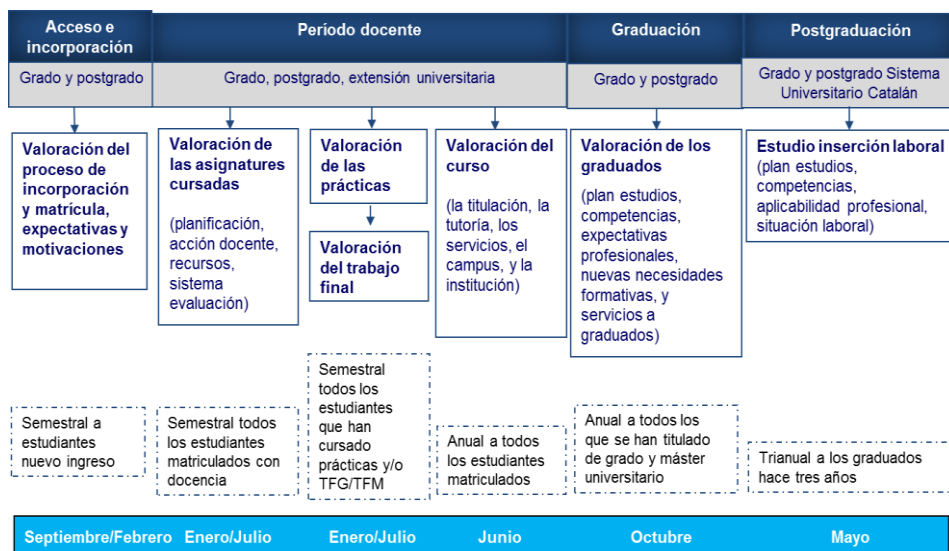 Acceso e
incorporación
Período docente
Graduación
Postgraduación
Grado y postgrado
Grado, postgrado, extensión universitaria
Grado y postgrado
Grado y postgrado Sistema
Universitario Catalán
Valoración del
proceso de
incorporación
y matrícula,
expectativas y
motivaciones
Valoración de
las asignatures
cursadas
(planificación,
acción docente,
recursos,
sistema
evaluación)
Valoración
de las
prácticas
Valoración
del trabajo
final
Valoración del
curso
(la titulación, la
tutoría, los
servicios, el
campus, y la
institución)
Valoración de los
graduados
(plan estudios,
competencias,
expectativas
profesionales,
nuevas necesidades
formativas, y
servicios a
graduados)
Estudio inserción laboral
(plan estudios,
competencias,
aplicabilidad profesional,
situación laboral)
Semestral a
estudiantes
nuevo ingreso
Semestral todos
los estudiantes
matriculados con
docencia
Semestral
todos los
estudiantes
que han
cursado
prácticas y/o
TFG/TFM
Anual a todos
los estudiantes
matriculados
Anual a todos los
que se han titulado
de grado y máster
universitario
Trianual a los graduados
hace tres años
Septiembre/Febrero
Enero/Julio
Enero/Julio
Junio
Octubre
Mayo